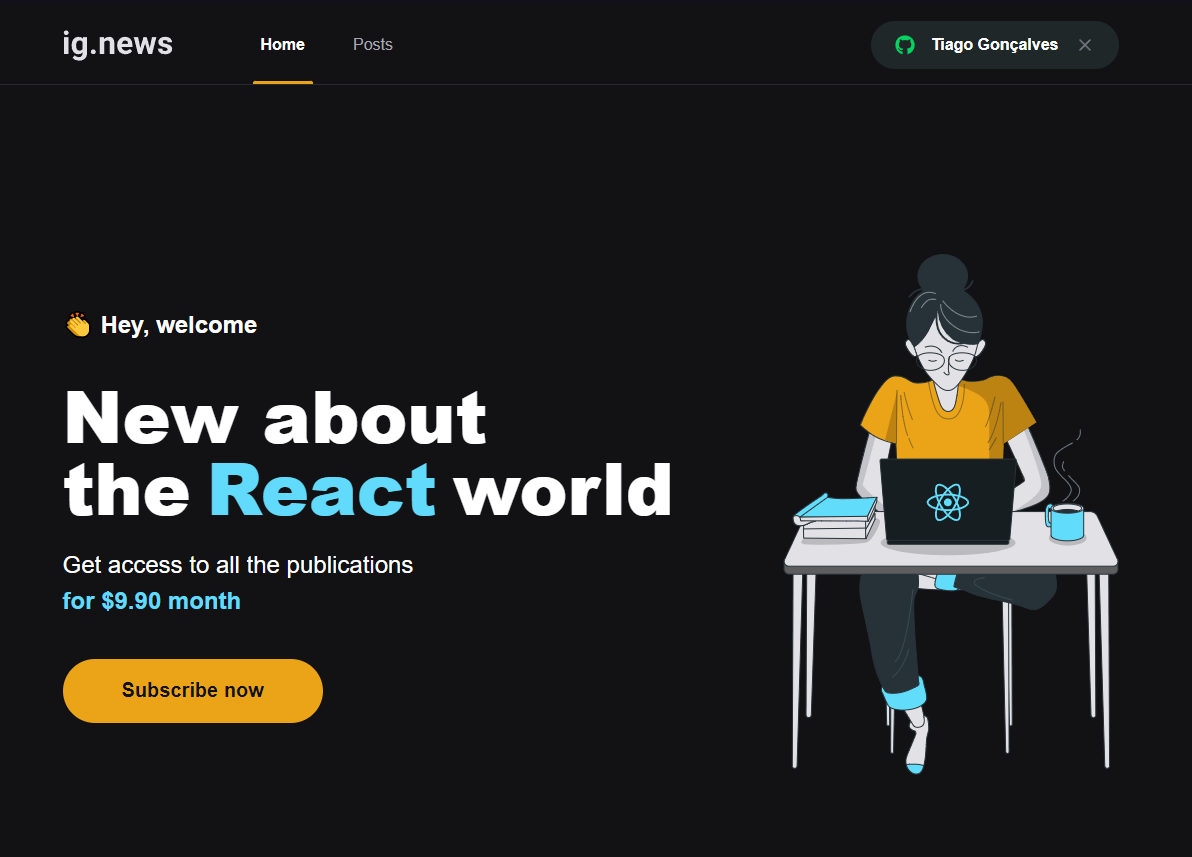 ig.news
Home
Posts
Tiago Gonçalves
👏 Hey, welcome
New about
the React world
Get access to all the publications
for $9.90 month
Subscribe now